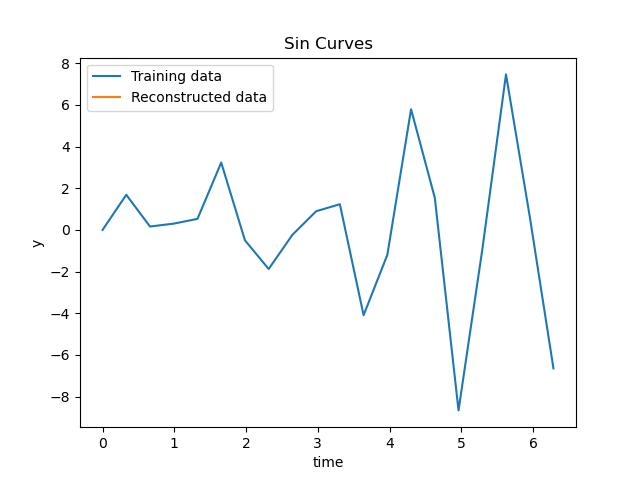 Sin Curves
Training data
Reconstructed data
8
6
4
2
0
−2
−4
−6
−8
y
0 1 2 3 4 5 6
time